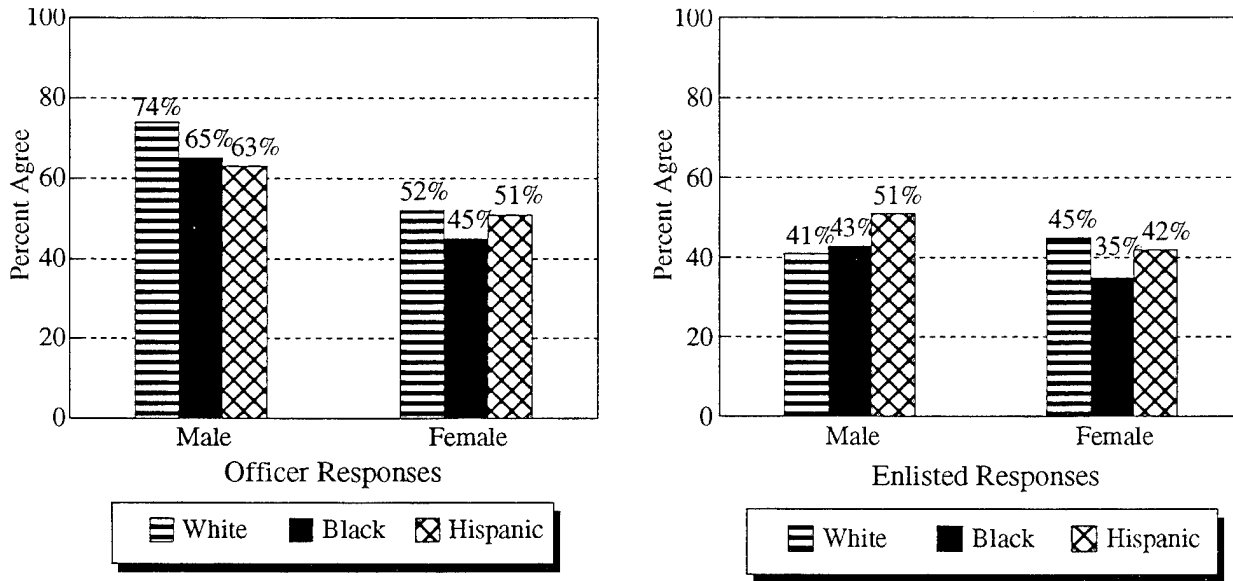 100
80
60
40
20
0
Percent Agree
74%
65%
63%
52%
45%
51%
Male
Female
Officer Responses
White
Black
Hispanic
100
80
60
40
20
0
Percent Agree
41%
43%
51%
45%
35%
42%
Male
Female
Enlisted Responses
White
Black
Hispanic